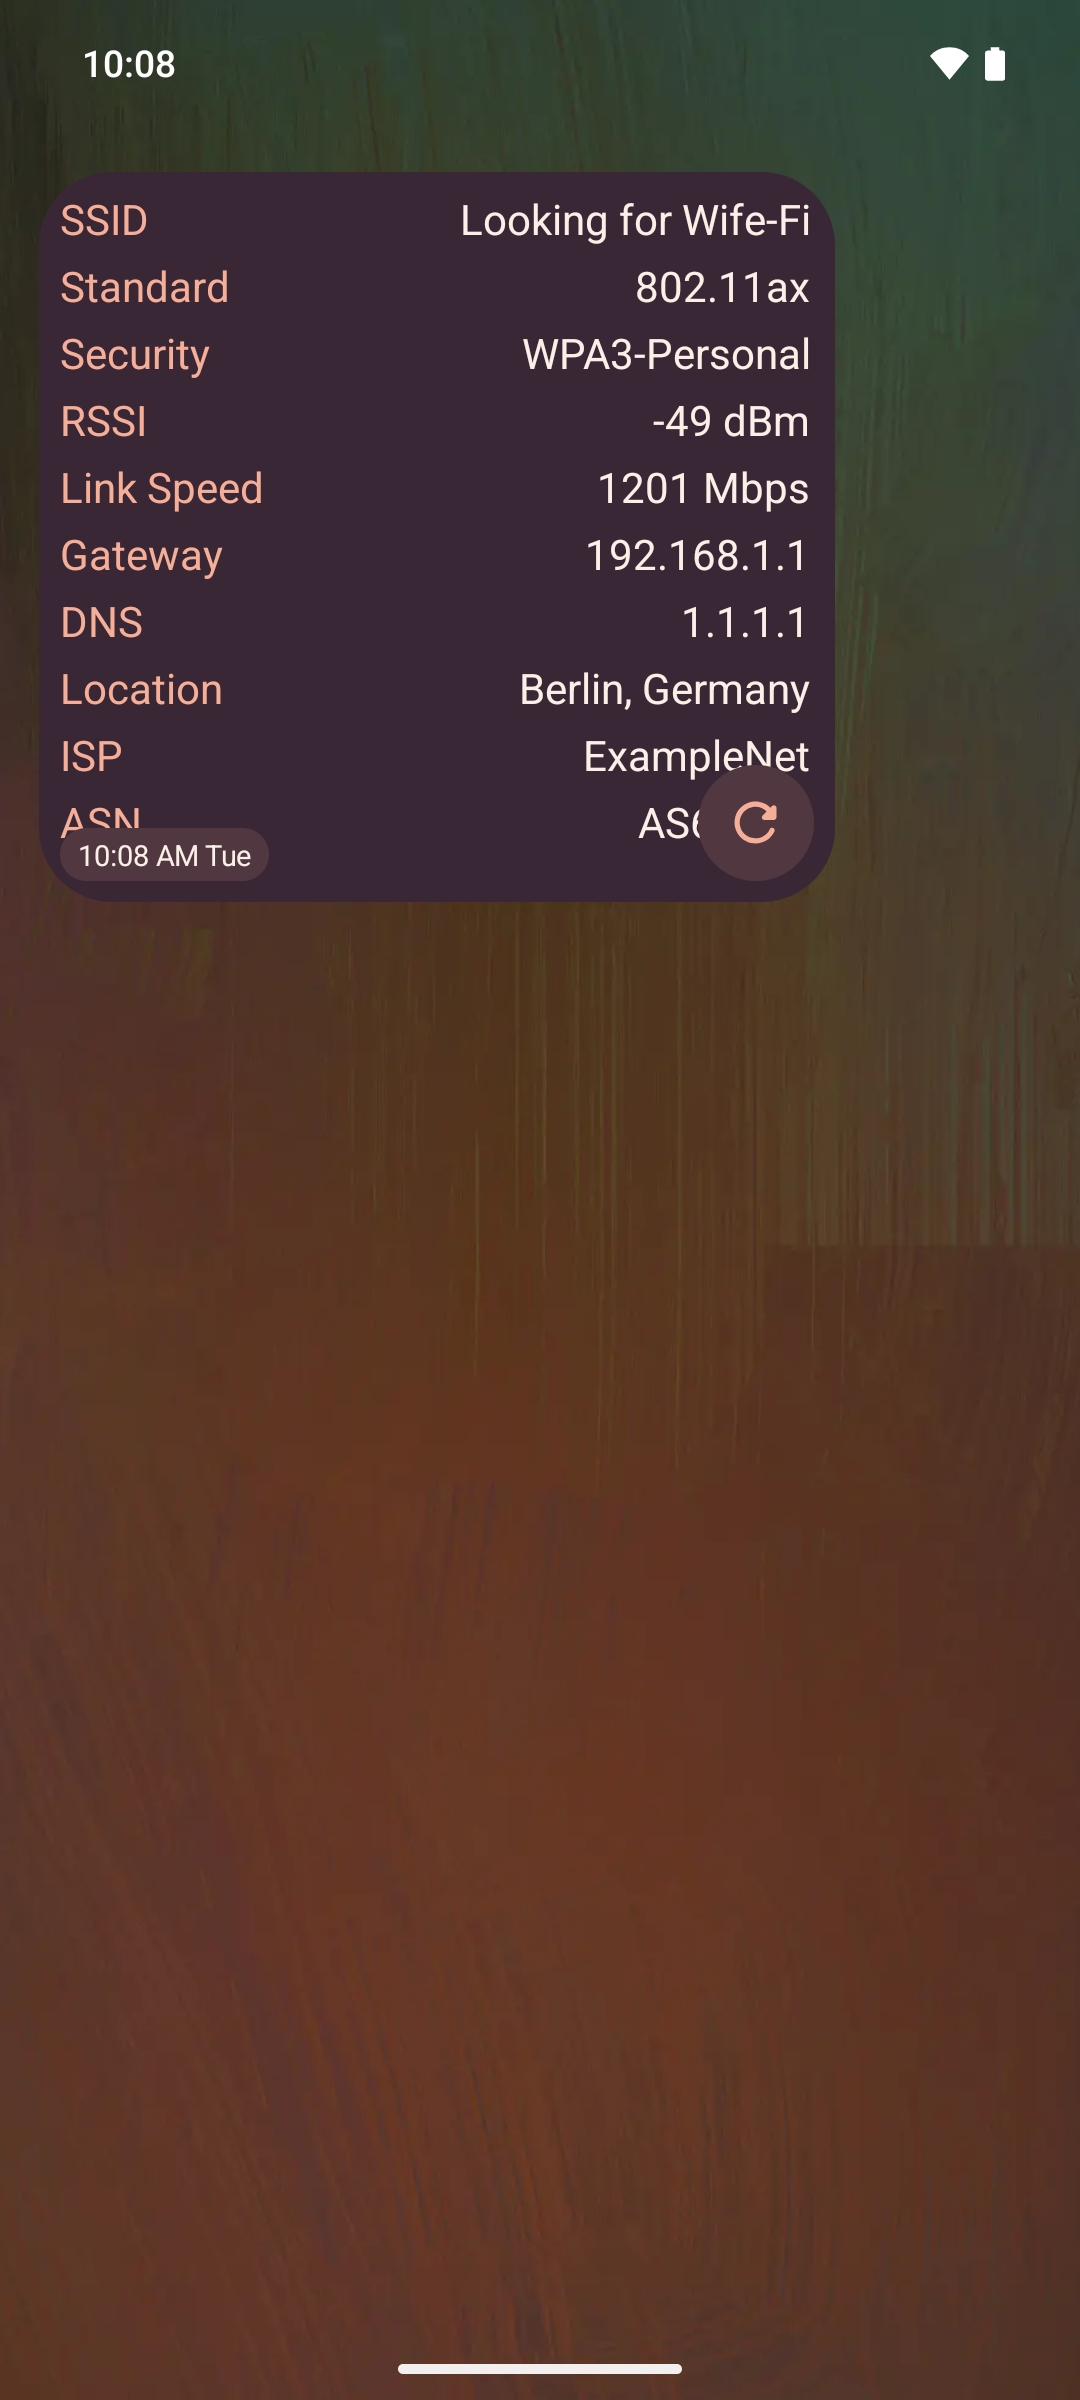 10:08
SSID Looking for Wife-Fi
Standard 802.11ax
Security WPA3-Personal
RSSI -49 dBm
Link Speed 1201 Mbps
Gateway 192.168.1.1
DNS 1.1.1.1
Location Berlin, Germany
ISP ExampleNet
ASN
10:08 AM Tue